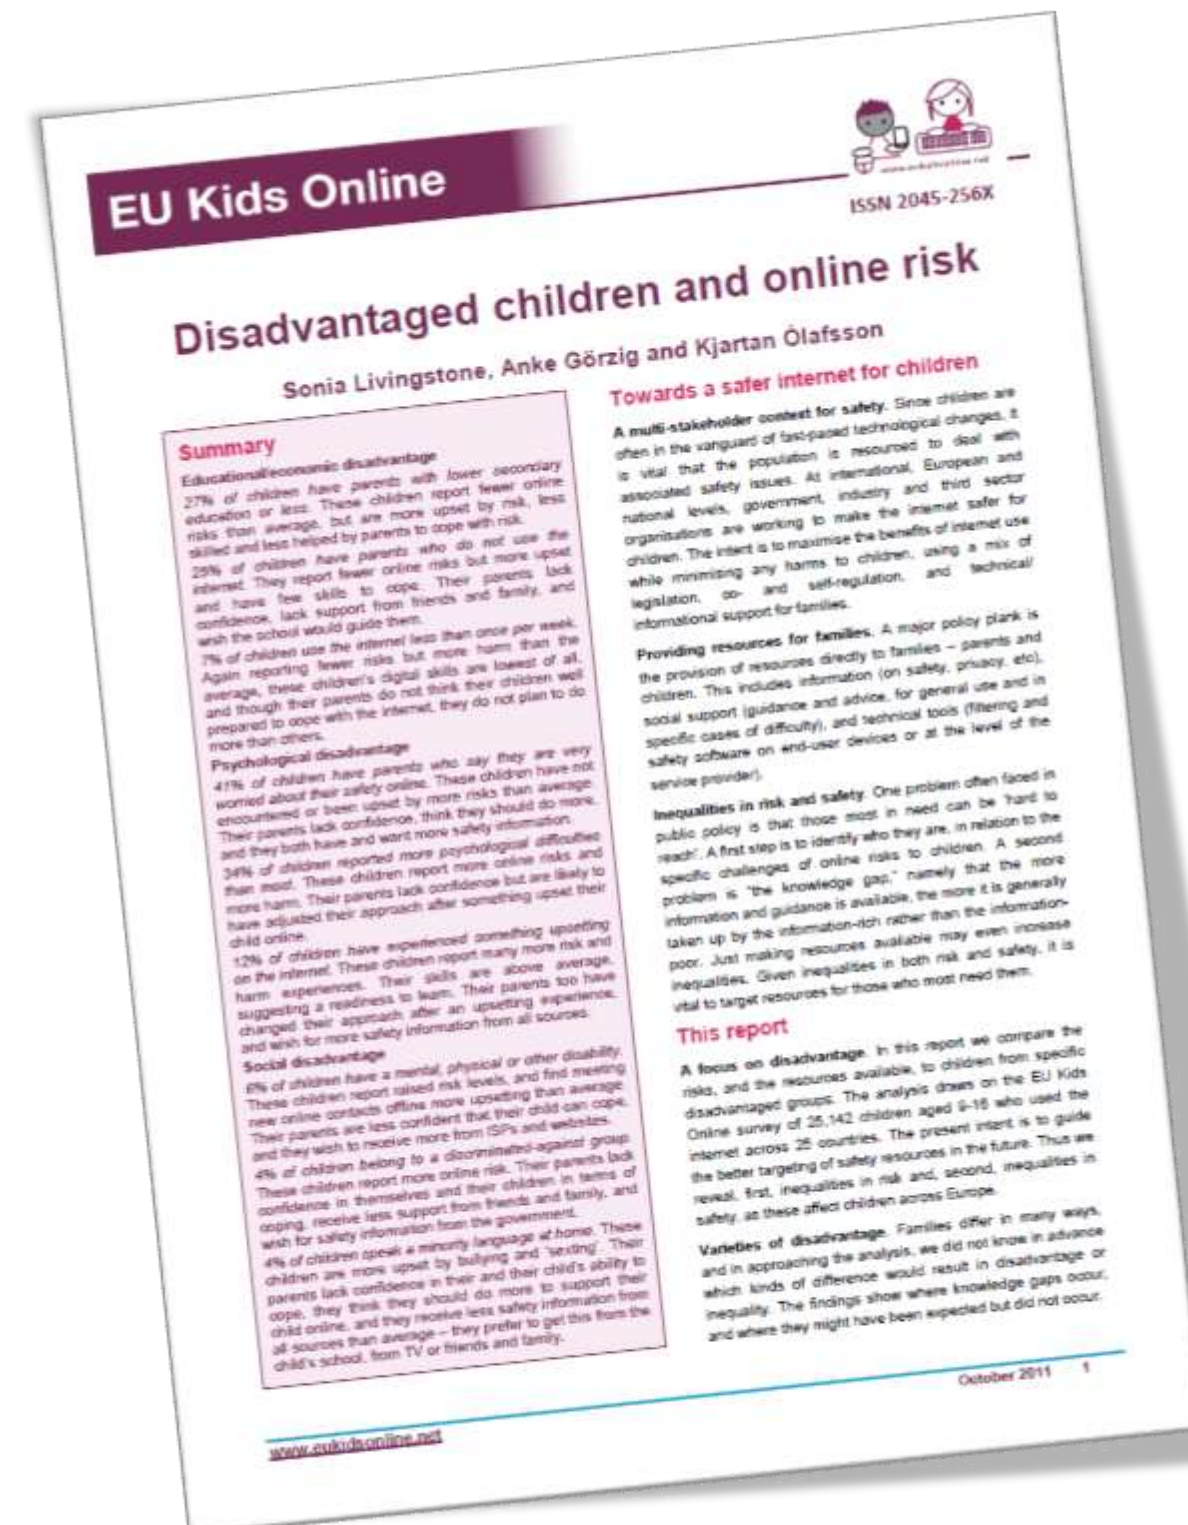 EU Kids Online
www.eukidsonline.net
ISSN 2045-256X
Disadvantaged children and online risk
Sonia Livingstone, Anke Görzig and Kjartan Ólafsson
Summary
Educational/economic disadvantage
27% of children have parents with lower secondary
education or less. These children report fewer online
risks than average, but are more upset by risk, less
skilled and less helped by parents to cope with risk.
25% of children have parents who do not use the
internet. They report fewer online risks but more upset
and have few skills to cope. Their parents lack
confidence, lack support from friends and family, and
wish the school would guide them.
7% of children use the internet less than once per week.
Again reporting fewer risks but more harm than the
average, these children's digital skills are lowest of all,
and though their parents do not think their children well
prepared to cope with the internet, they do not plan to do
more than others.
Psychological disadvantage
41% of children have parents who say they are very
worried about their safety online. These children have not
encountered or been upset by more risks than average.
Their parents lack confidence, think they should do more,
and they both have and want more safety information.
34% of children reported more psychological difficulties
than most. These children report more online risks and
more harm. Their parents lack confidence but are likely to
have adjusted their approach after something upset their
child online.
12% of children have experienced something upsetting
on the internet. These children report many more risk and
harm experiences. Their skills are above average,
suggesting a readiness to learn. Their parents too have
changed their approach after an upsetting experience,
and wish for more safety information from all sources.
Social disadvantage
6% of children have a mental, physical or other disability.
These children report raised risk levels, and find meeting
new online contacts offline more upsetting than average.
Their parents are less confident that their child can cope,
and they wish to receive more from ISPs and websites.
4% of children belong to a discriminated-against group.
These children report more online risk. Their parents lack
confidence in themselves and their children in terms of
coping, receive less support from friends and family, and
wish for safety information from the government.
4% of children speak a minority language at home. These
children are more upset by bullying and 'sexting'. Their
parents lack confidence in their and their child's ability to
cope, they think they should do more to support their
child online, and they receive less safety information from
all sources than average – they prefer to get this from the
child's school, from TV or friends and family.
Towards a safer internet for children
A multi-stakeholder context for safety. Since children are
often in the vanguard of fast-paced technological changes, it
is vital that the population is resourced to deal with
associated safety issues. At international, European and
national levels, government, industry and third sector
organisations are working to make the internet safer for
children. The intent is to maximise the benefits of internet use
while minimising any harms to children, using a mix of
legislation, co- and self-regulation, and technical/
informational support for families.
Providing resources for families. A major policy plank is
the provision of resources directly to families – parents and
children. This includes information (on safety, privacy, etc),
social support (guidance and advice, for general use and in
specific cases of difficulty), and technical tools (filtering and
safety software on end-user devices or at the level of the
service provider).
Inequalities in risk and safety. One problem often faced in
public policy is that those most in need can be 'hard to
reach'. A first step is to identify who they are, in relation to the
specific challenges of online risks to children. A second
problem is "the knowledge gap," namely that the more
information and guidance is available, the more it is generally
taken up by the information-rich rather than the information-
poor. Just making resources available may even increase
inequalities. Given inequalities in both risk and safety, it is
vital to target resources for those who most need them.
This report
A focus on disadvantage. In this report we compare the
risks, and the resources available, to children from specific
disadvantaged groups. The analysis draws on the EU Kids
Online survey of 25,142 children aged 9-16 who used the
internet across 25 countries. The present intent is to guide
the better targeting of safety resources in the future. Thus we
reveal, first, inequalities in risk and, second, inequalities in
safety, as these affect children across Europe.
Varieties of disadvantage. Families differ in many ways,
and in approaching the analysis, we did not know in advance
which kinds of difference would result in disadvantage or
inequality. The findings show where knowledge gaps occur,
and where they might have been expected but did not occur.
www.eukidsonline.net
October 2011 1